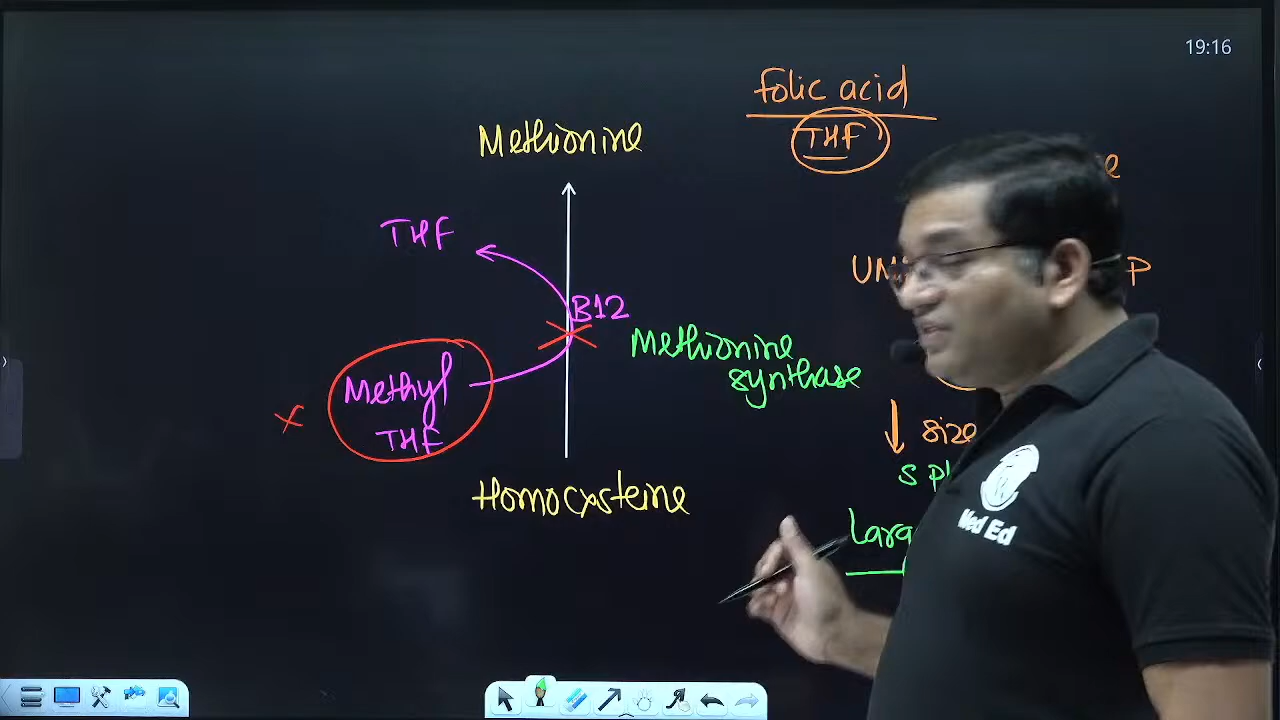 19:16
Folic acid
THF
Methionine
THF
B12
Methionine
synthase
Methyl
THF
X
Homocysteine
↓ size
Med Ed